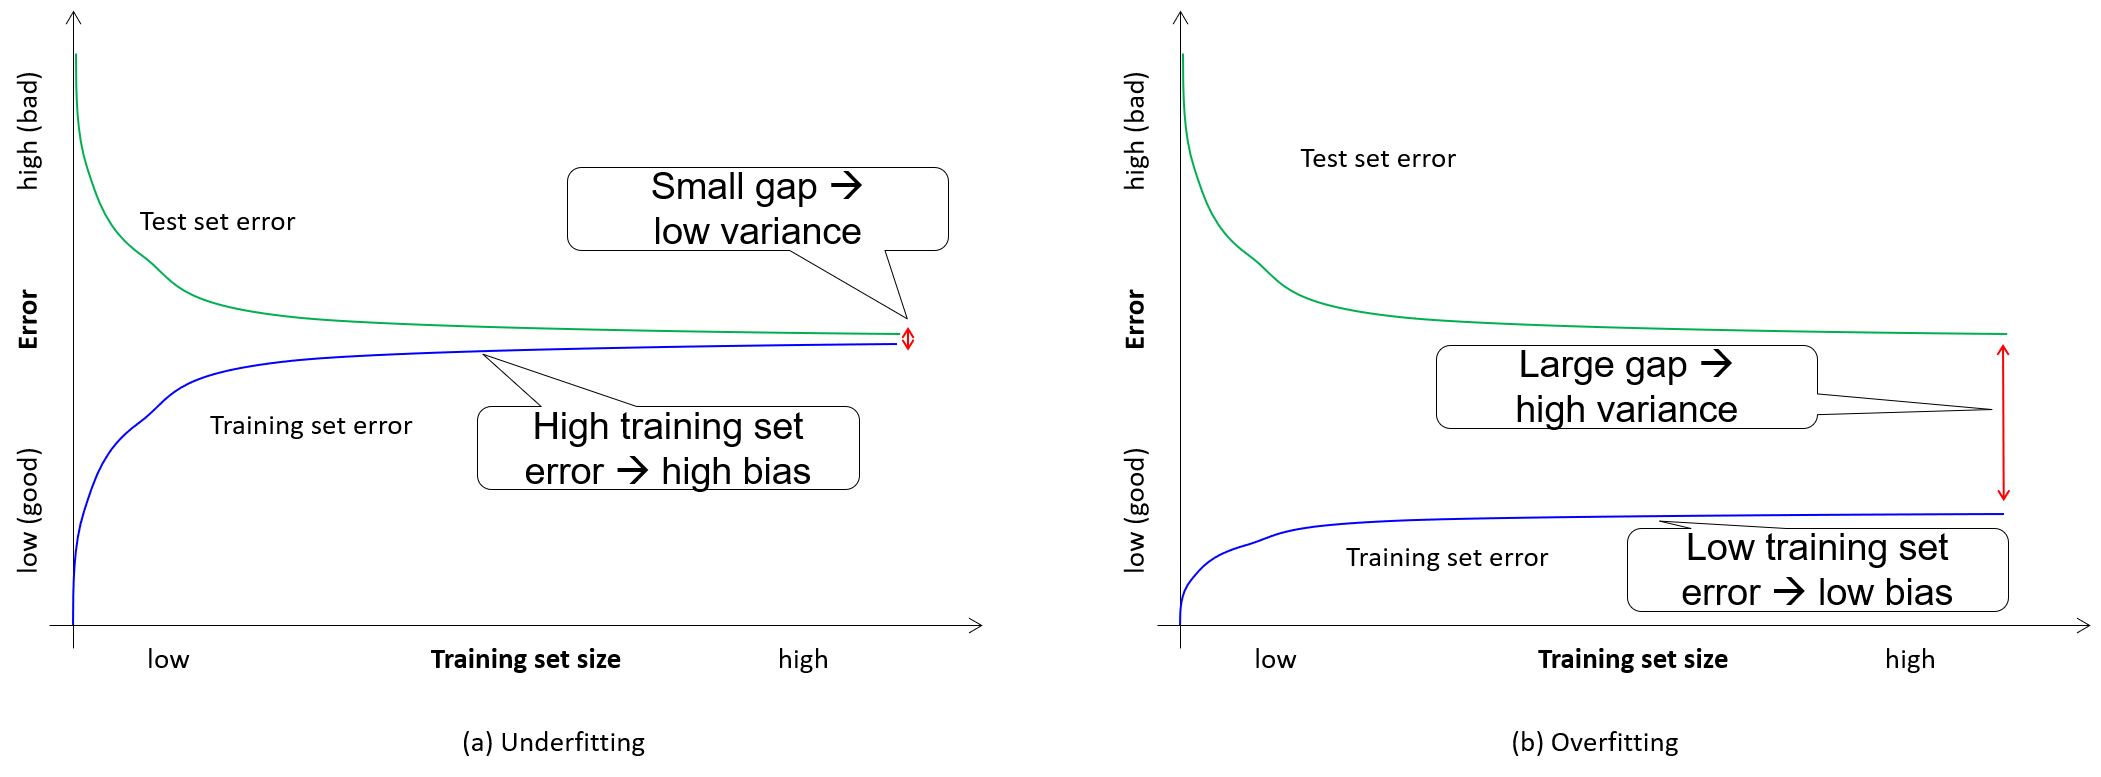 high (bad)
Error
low (good)
Test set error
Small gap →
low variance
Training set error
High training set
error → high bias
low
Training set size
high
(a) Underfitting
high (bad)
Error
low (good)
Test set error
Large gap →
high variance
Training set error
Low training set
error → low bias
low
Training set size
high
(b) Overfitting